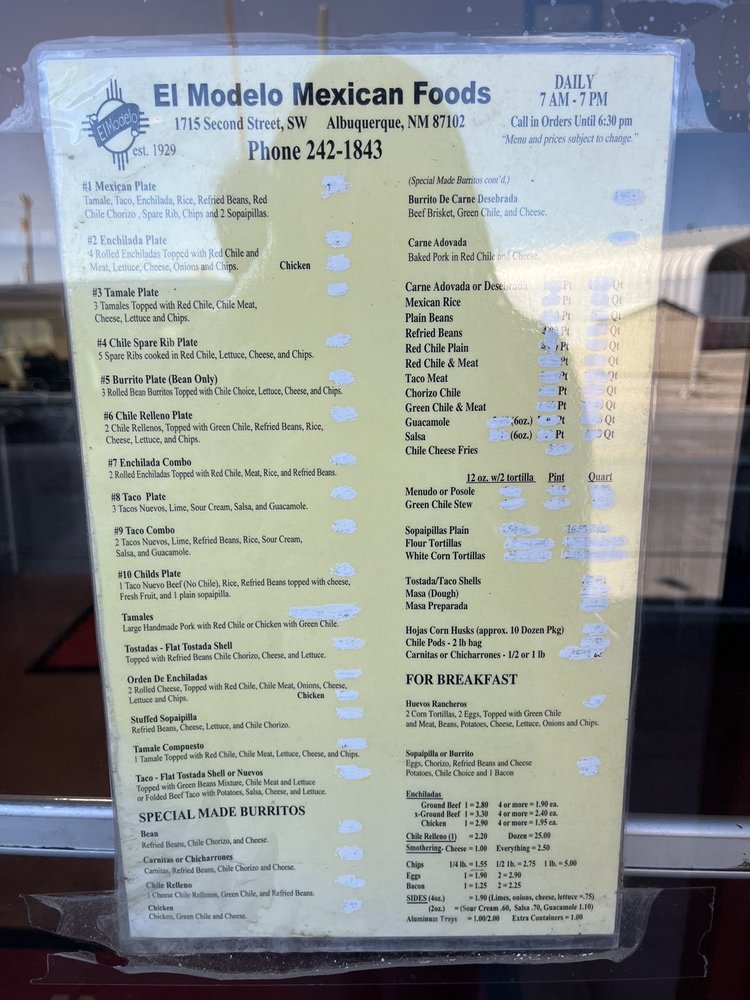 El Modelo
est. 1929
El Modelo Mexican Foods
1715 Second Street, SW Albuquerque, NM 87102
Phone 242-1843
DAILY
7 AM - 7 PM
Call in Orders Until 6:30 pm
"Menu and prices subject to change."
#1 Mexican Plate
Tamale, Taco, Enchilada, Rice, Refried Beans, Red
Chile Chorizo , Spare Rib, Chips and 2 Sopaipillas.
#2 Enchilada Plate
4 Rolled Enchiladas Topped with Red Chile and
Meat, Lettuce, Cheese, Onions and Chips. Chicken
#3 Tamale Plate
3 Tamales Topped with Red Chile, Chile Meat,
Cheese, Lettuce and Chips.
#4 Chile Spare Rib Plate
5 Spare Ribs cooked in Red Chile, Lettuce, Cheese, and Chips.
#5 Burrito Plate (Bean Only)
3 Rolled Bean Burritos Topped with Chile Choice, Lettuce, Cheese, and Chips.
#6 Chile Relleno Plate
2 Chile Rellenos, Topped with Green Chile, Refried Beans, Rice,
Cheese, Lettuce, and Chips.
#7 Enchilada Combo
2 Rolled Enchiladas Topped with Red Chile, Meat, Rice, and Refried Beans.
#8 Taco Plate
3 Tacos Nuevos, Lime, Sour Cream, Salsa, and Guacamole.
#9 Taco Combo
2 Tacos Nuevos, Lime, Refried Beans, Rice, Sour Cream,
Salsa, and Guacamole.
#10 Childs Plate
1 Taco Nuevo Beef (No Chile), Rice, Refried Beans topped with cheese,
Fresh Fruit, and 1 plain sopaipilla.
Tamales
Large Handmade Pork with Red Chile or Chicken with Green Chile.
Tostadas - Flat Tostada Shell
Topped with Refried Beans Chile Chorizo, Cheese, and Lettuce.
Orden De Enchiladas
2 Rolled Cheese, Topped with Red Chile, Chile Meat, Onions, Cheese,
Lettuce and Chips. Chicken
Stuffed Sopaipilla
Refried Beans, Cheese, Lettuce, and Chile Chorizo.
Tamale Compuesto
1 Tamale Topped with Red Chile, Chile Meat, Lettuce, Cheese, and Chips.
Taco - Flat Tostada Shell or Nuevos
Topped with Green Beans Mixture, Chile Meat and Lettuce
or Folded Beef Taco with Potatoes, Salsa, Cheese, and Lettuce.
SPECIAL MADE BURRITOS
Bean
Refried Beans, Chile Chorizo, and Cheese.
Carnitas or Chicharrones
Carnitas, Refried Beans, Chile Chorizo and Cheese.
Chile Relleno
1 Cheese Chile Rellenos, Green Chile, and Refried Beans.
Chicken
Chicken, Green Chile and Cheese.
(Special Made Burritos cont'd.)
Burrito De Carne Desebrada
Beef Brisket, Green Chile, and Cheese.
Carne Adovada
Baked Pork in Red Chile and Cheese.
Carne Adovada or Desebrada Pt Qt
Mexican Rice Pt Qt
Plain Beans Pt Qt
Refried Beans Pt Qt
Red Chile Plain Pt Qt
Red Chile & Meat Pt Qt
Taco Meat Pt Qt
Chorizo Chile Pt Qt
Green Chile & Meat Pt Qt
Guacamole (6oz.) Pt Qt
Salsa (6oz.) Pt Qt
Chile Cheese Fries
12 oz. w/2 tortilla Pint Quart
Menudo or Posole
Green Chile Stew
Sopaipillas Plain
Flour Tortillas
White Corn Tortillas
Tostada/Taco Shells
Masa (Dough)
Masa Preparada
Hojas Corn Husks (approx. 10 Dozen Pkg)
Chile Pods - 2 lb bag
Carnitas or Chicharrones - 1/2 or 1 lb
FOR BREAKFAST
Huevos Rancheros
2 Corn Tortillas, 2 Eggs, Topped with Green Chile
and Meat, Beans, Potatoes, Cheese, Lettuce, Onions and Chips.
Sopaipilla or Burrito
Eggs, Chorizo, Refried Beans and Cheese
Potatoes, Chile Choice and 1 Bacon
Enchiladas
Ground Beef 1 = 2.80 4 or more = 1.90 ea.
x-Ground Beef 1 = 3.30 4 or more = 2.40 ea.
Chicken 1 = 2.90 4 or more = 1.95 ea.
Chile Relleno (1) = 2.20 Dozen = 25.00
Smothering- Cheese = 1.00 Everything = 2.50
Chips 1/4 lb. = 1.55 1/2 lb. = 2.75 1 lb. = 5.00
Eggs 1 = 1.90 2 = 2.90
Bacon 1 = 1.25 2 = 2.25
SIDES (4oz.) = 1.90 (Limes, onions, cheese, lettuce =.75)
(2oz.) = (Sour Cream .60, Salsa .70, Guacamole 1.10)
Aluminum Trays = 1.00/2.00 Extra Containers = 1.00